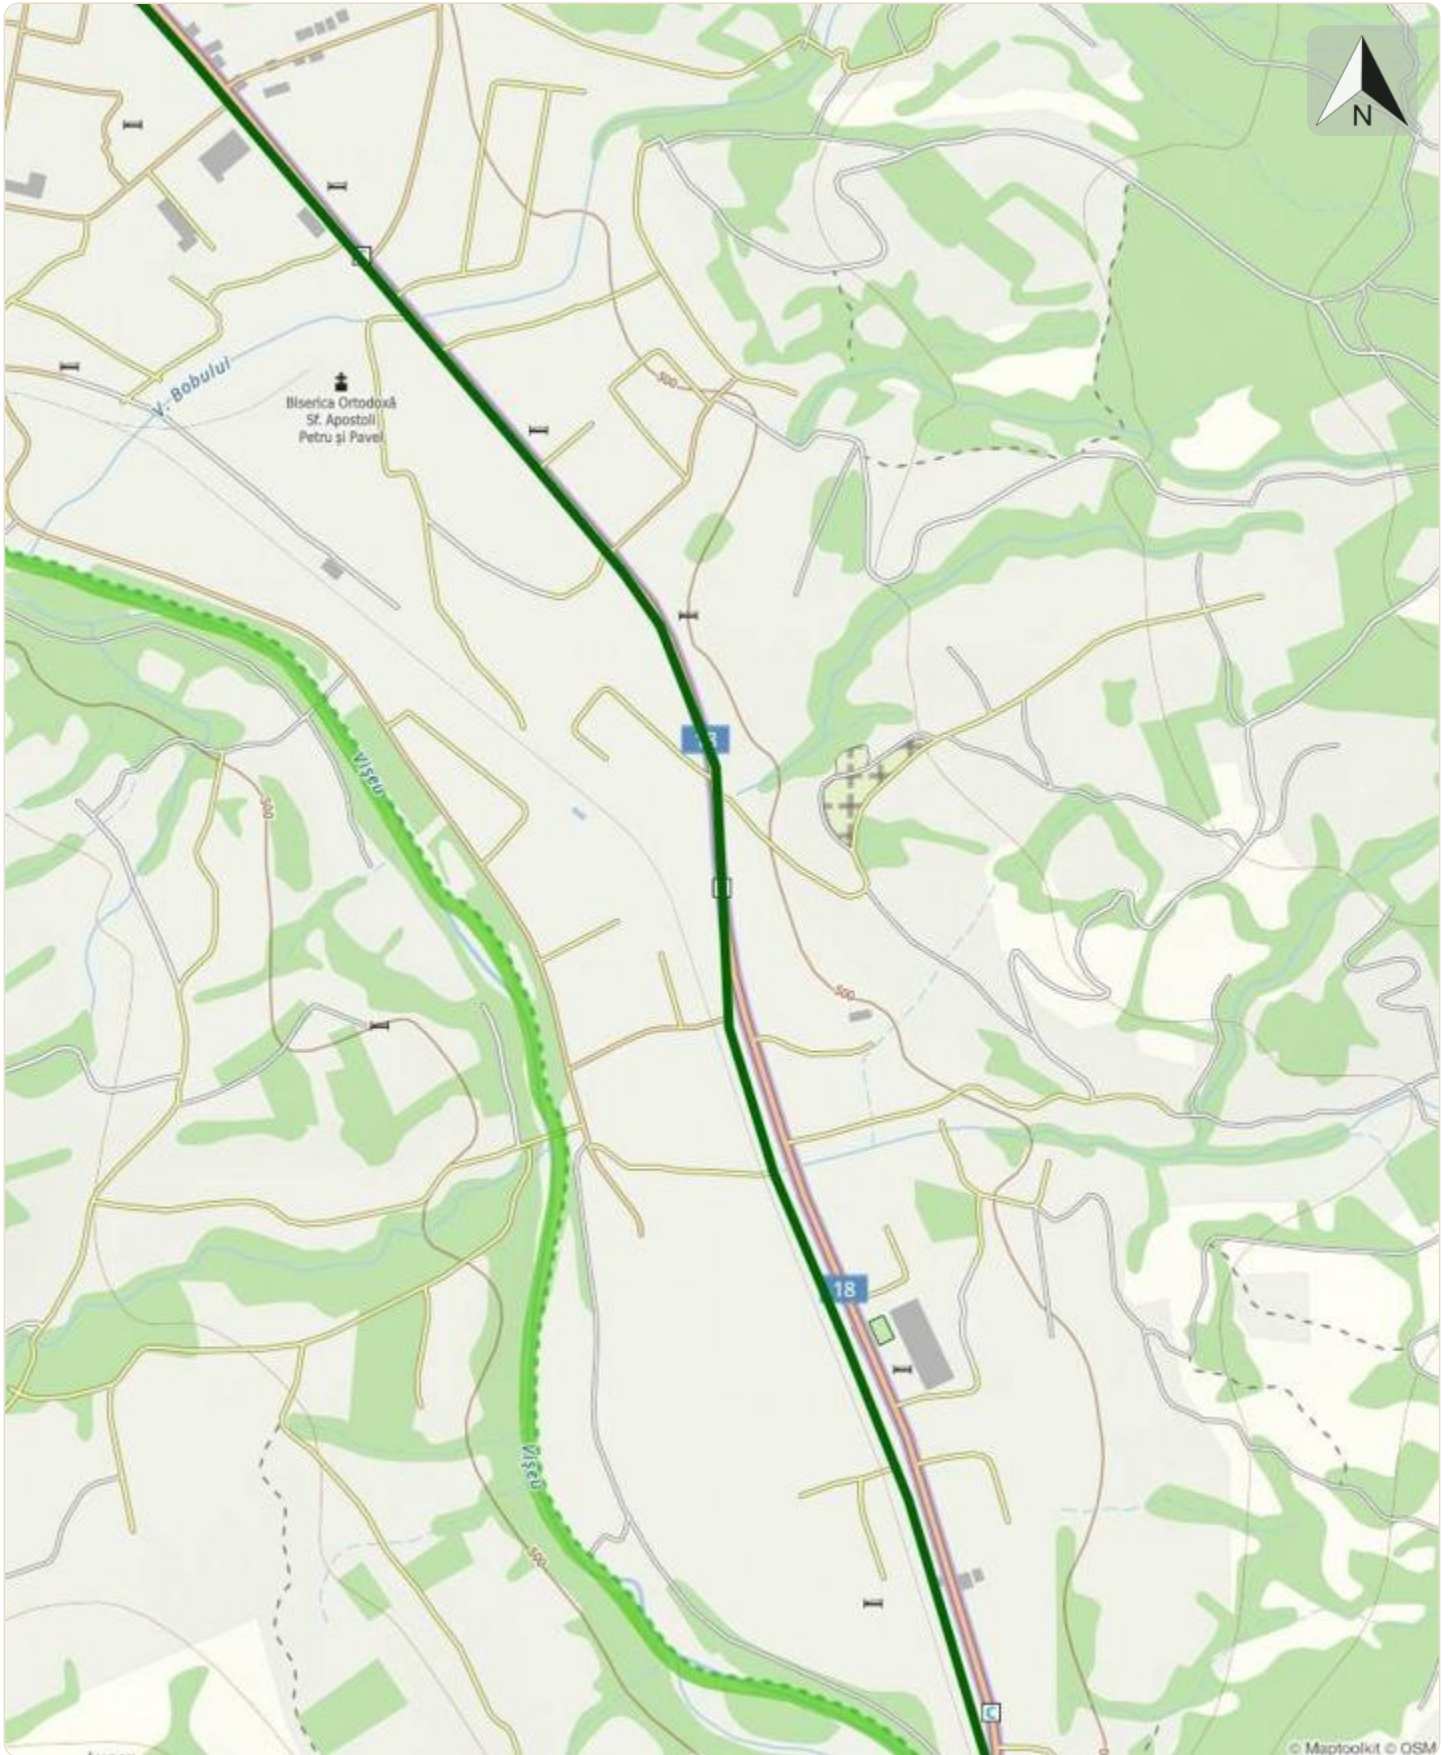 N
V. Bobului
Biserica Ortodoxă
Sf. Apostoli
Petru și Pavel
500
Vișeu
500
500
18
Vișeu
500
© Maptoolkit © OSM